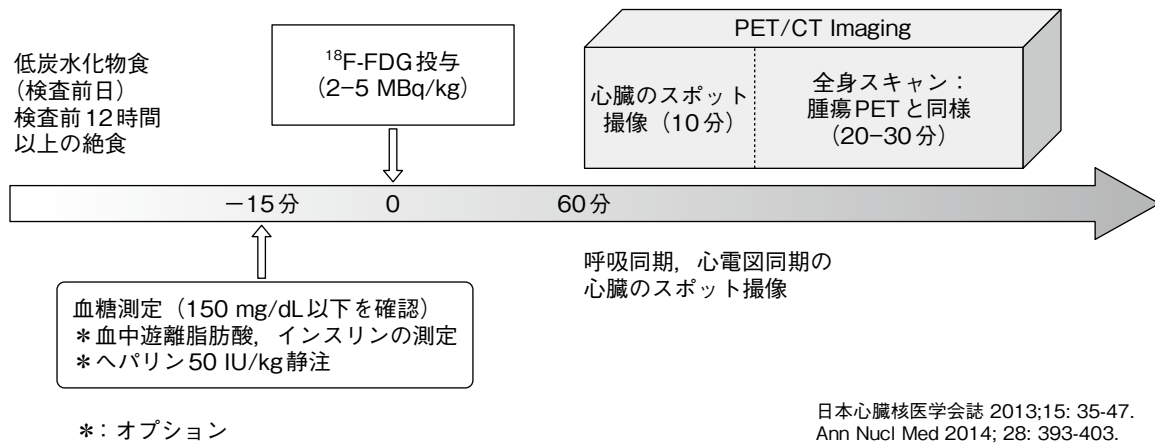 低炭水化物食
(検査前日)
検査前12時間
以上の絶食
¹⁸F-FDG投与
(2−5 MBq/kg)
PET/CT Imaging
心臓のスポット
撮像(10分)
全身スキャン:
腫瘍PETと同様
(20−30分)
−15分
0
60分
血糖測定(150 mg/dL以下を確認)
*血中遊離脂肪酸,インスリンの測定
*ヘパリン50 IU/kg静注
呼吸同期,心電図同期の
心臓のスポット撮像
*:オプション
日本心臓核医学会誌 2013;15: 35-47.
Ann Nucl Med 2014; 28: 393-403.